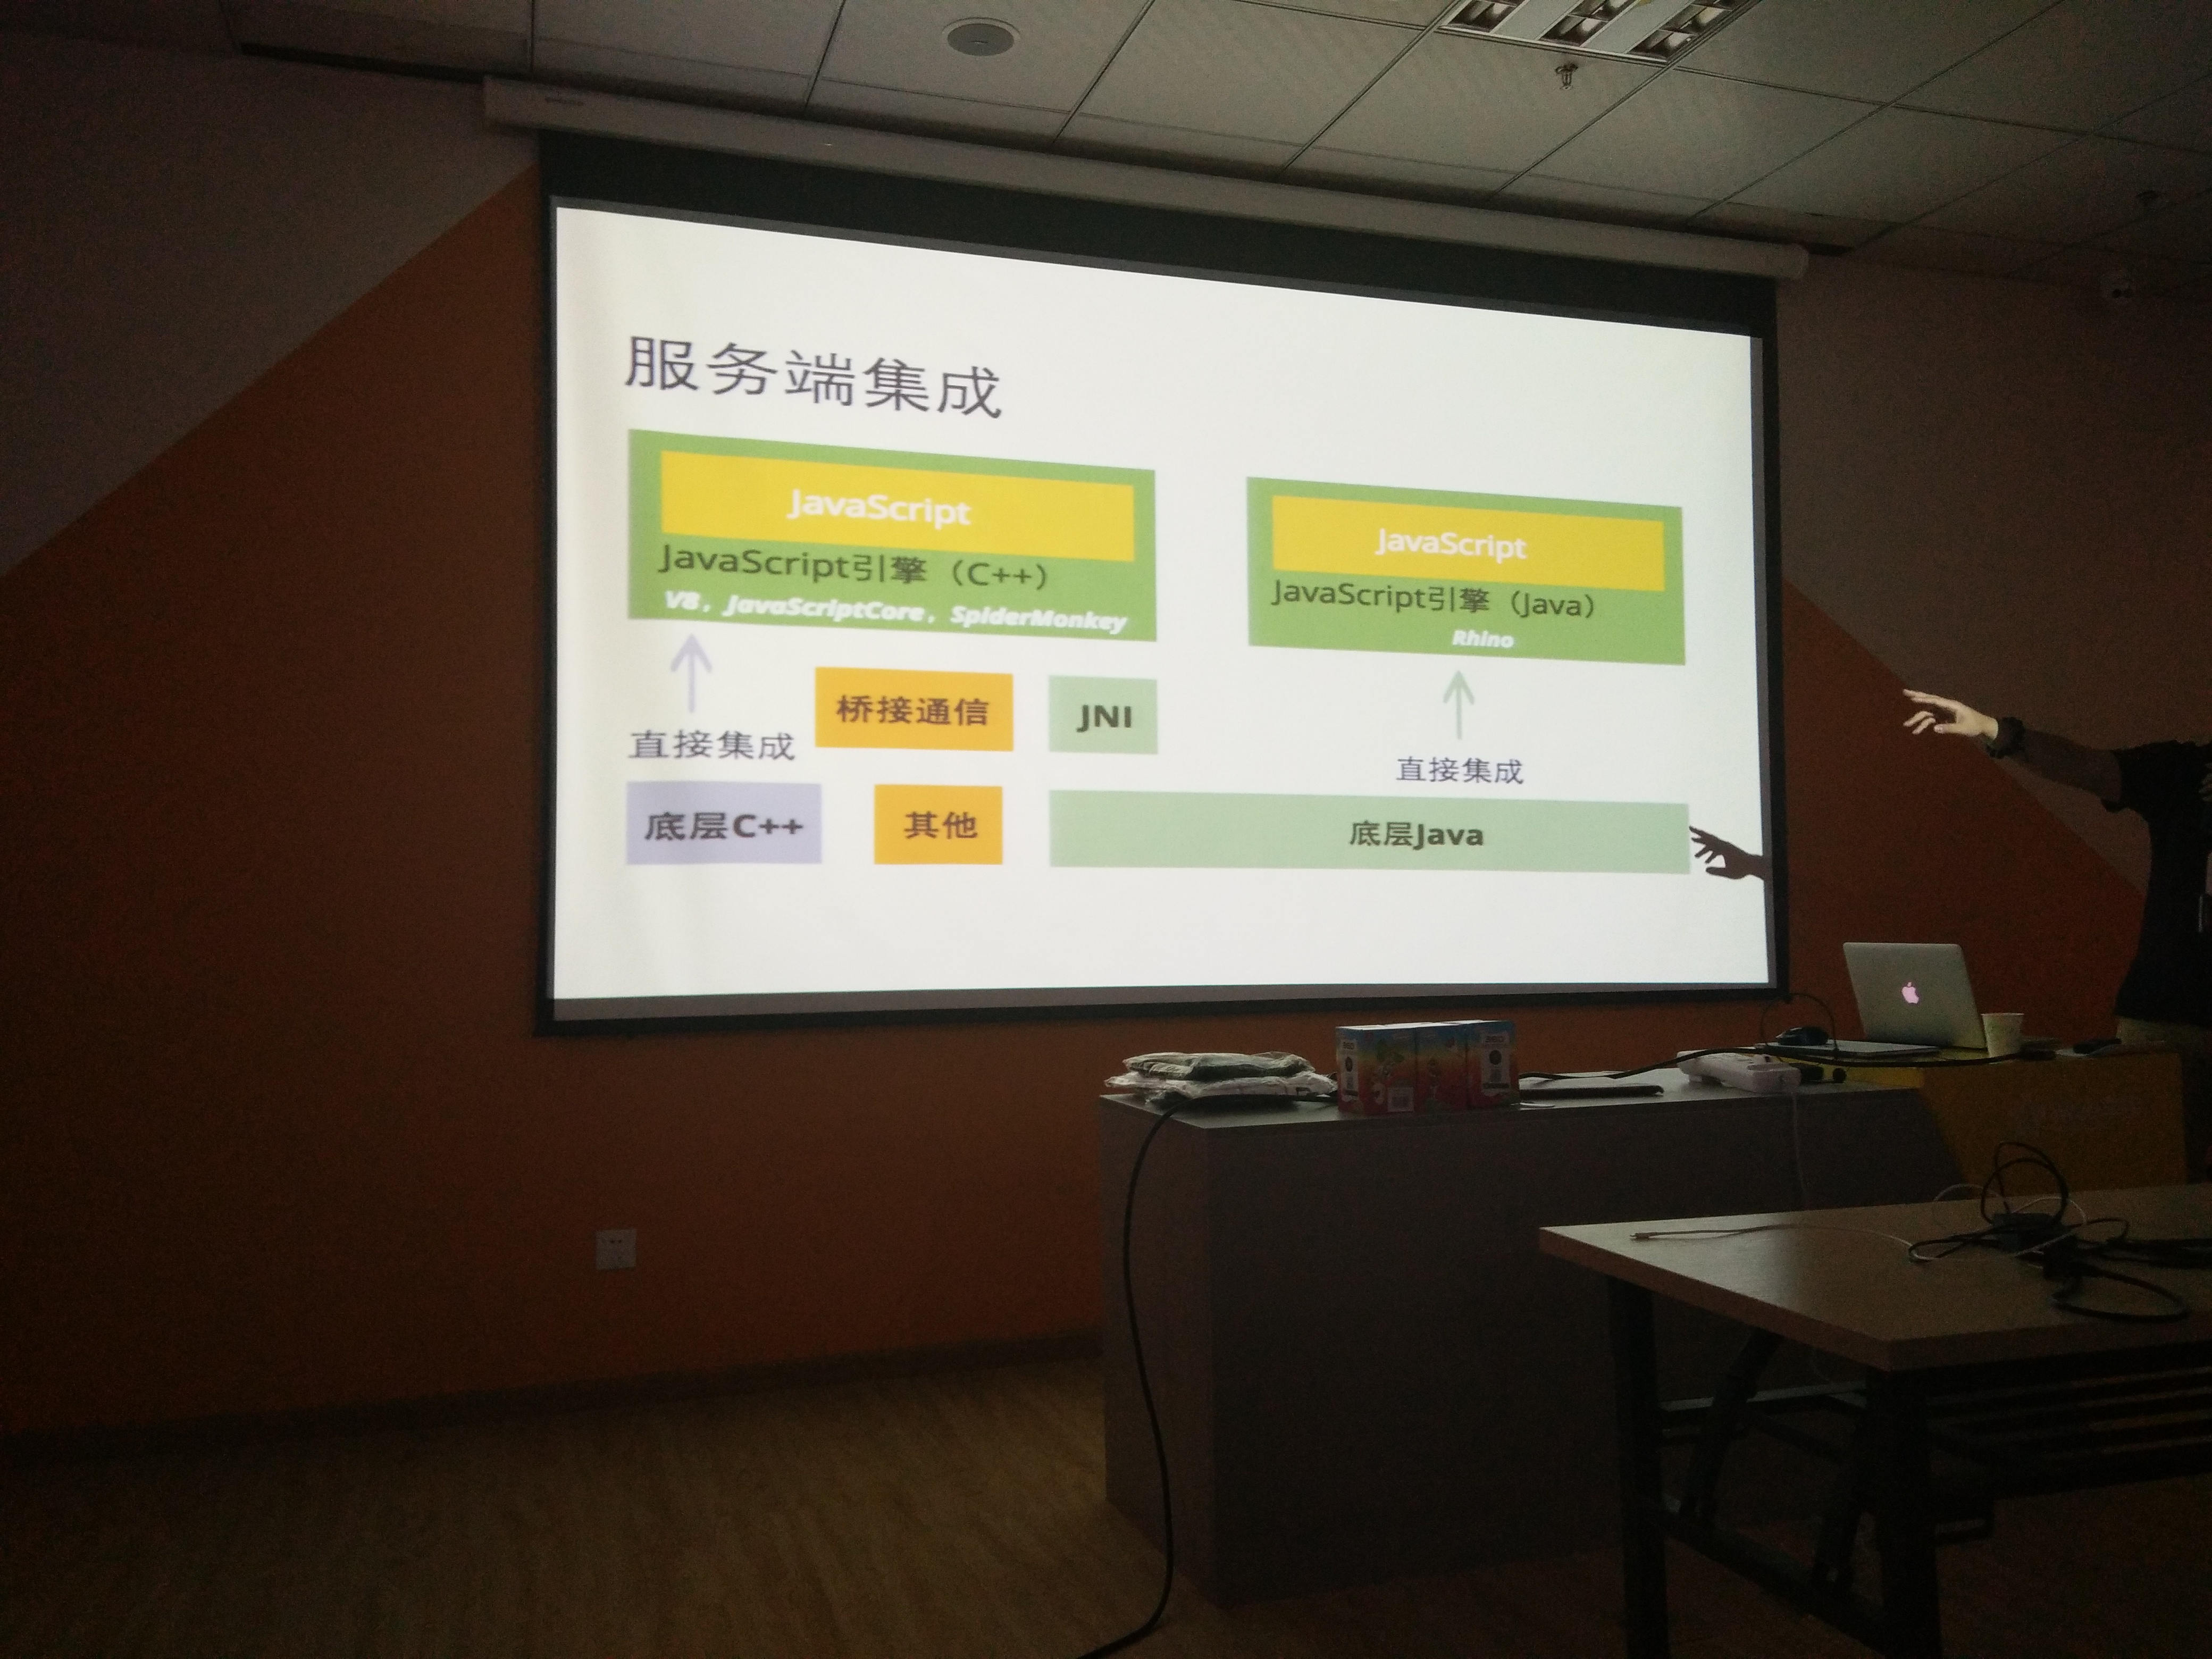 服务端集成
JavaScript
JavaScript引擎（C++）
V8，JavaScriptCore，SpiderMonkey
JavaScript
JavaScript引擎（Java）
Rhino
直接集成
桥接通信
JNI
直接集成
底层C++
其他
底层Java